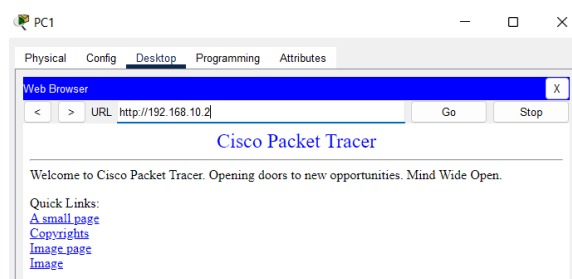 PC1
Physical Config Desktop Programming Attributes
Web Browser X
< > URL http://192.168.10.2 Go Stop
Cisco Packet Tracer
Welcome to Cisco Packet Tracer. Opening doors to new opportunities. Mind Wide Open.
Quick Links:
A small page
Copyrights
Image page
Image